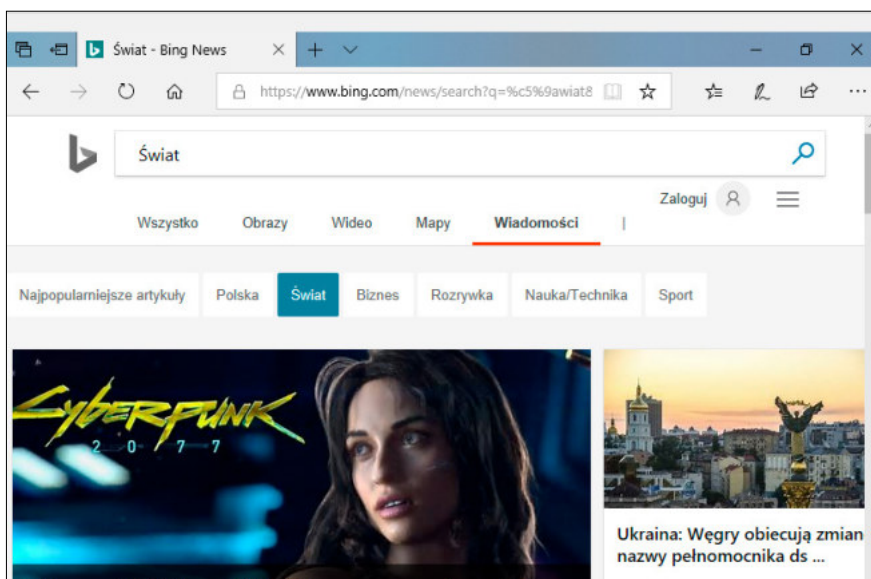 Świat - Bing News
https://www.bing.com/news/search?q=%c5%9awiat8
Świat
Zaloguj
Wszystko Obrazy Wideo Mapy Wiadomości |
Najpopularniejsze artykuły Polska Świat Biznes Rozrywka Nauka/Technika Sport
CYBERPUNK
2077
Ukraina: Węgry obiecują zmian
nazwy pełnomocnika ds ...